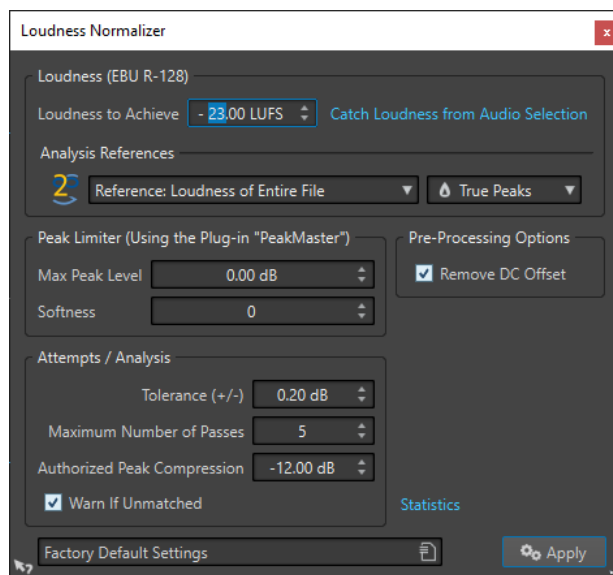 Loudness Normalizer
x
Loudness (EBU R-128)
Loudness to Achieve - 23.00 LUFS Catch Loudness from Audio Selection
Analysis References
2 Reference: Loudness of Entire File True Peaks
Peak Limiter (Using the Plug-in "PeakMaster") Pre-Processing Options
Max Peak Level 0.00 dB Remove DC Offset
Softness 0
Attempts / Analysis
Tolerance (+/-) 0.20 dB
Maximum Number of Passes 5
Authorized Peak Compression -12.00 dB
Warn If Unmatched Statistics
Factory Default Settings Apply
?